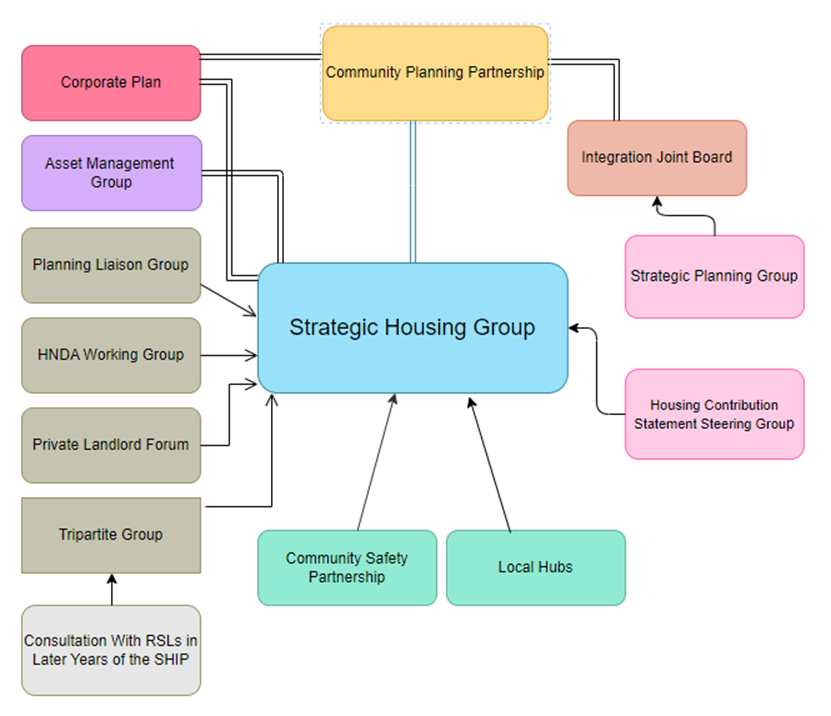 Corporate Plan
Community Planning Partnership
Integration Joint Board
Asset Management
Group
Planning Liaison Group
Strategic Planning Group
Strategic Housing Group
HNDA Working Group
Housing Contribution
Statement Steering Group
Private Landlord Forum
Tripartite Group
Community Safety
Partnership
Local Hubs
Consultation With RSLs in
Later Years of the SHIP